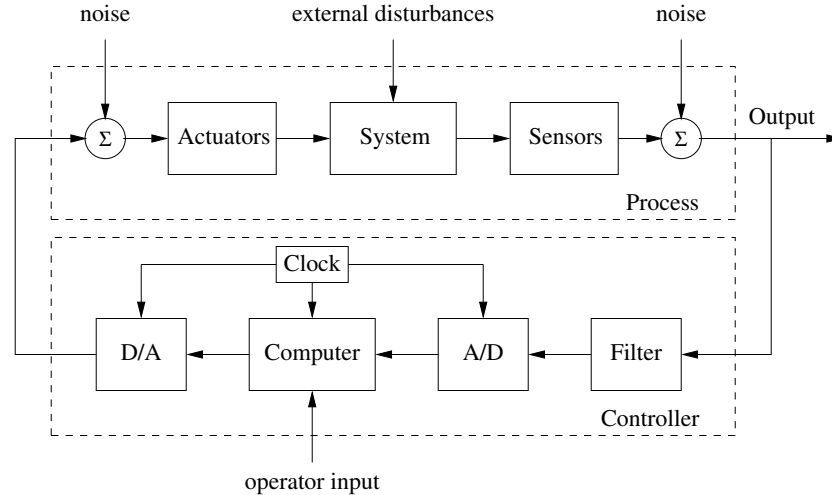 noise
external disturbances
noise
Σ
Actuators
System
Sensors
Σ
Output
Process
Clock
D/A
Computer
A/D
Filter
Controller
operator input